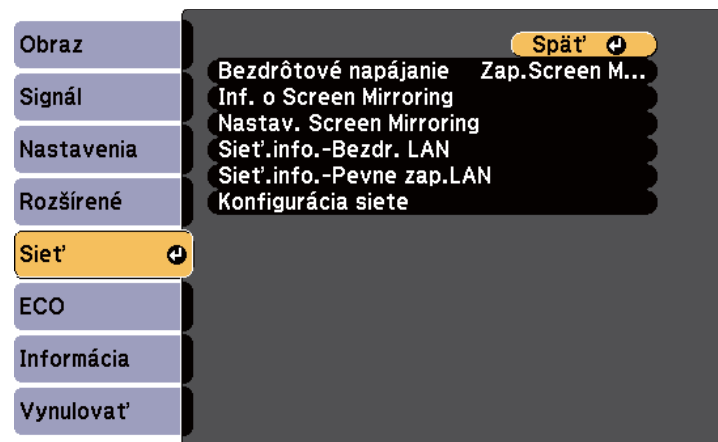 Obraz
Signál
Nastavenia
Rozšírené
Sieť
ECO
Informácia
Vynulovať
Späť
Bezdrôtové napájanie Zap.Screen M...
Inf. o Screen Mirroring
Nastav. Screen Mirroring
Sieť.info.-Bezdr. LAN
Sieť.info.-Pevne zap.LAN
Konfigurácia siete